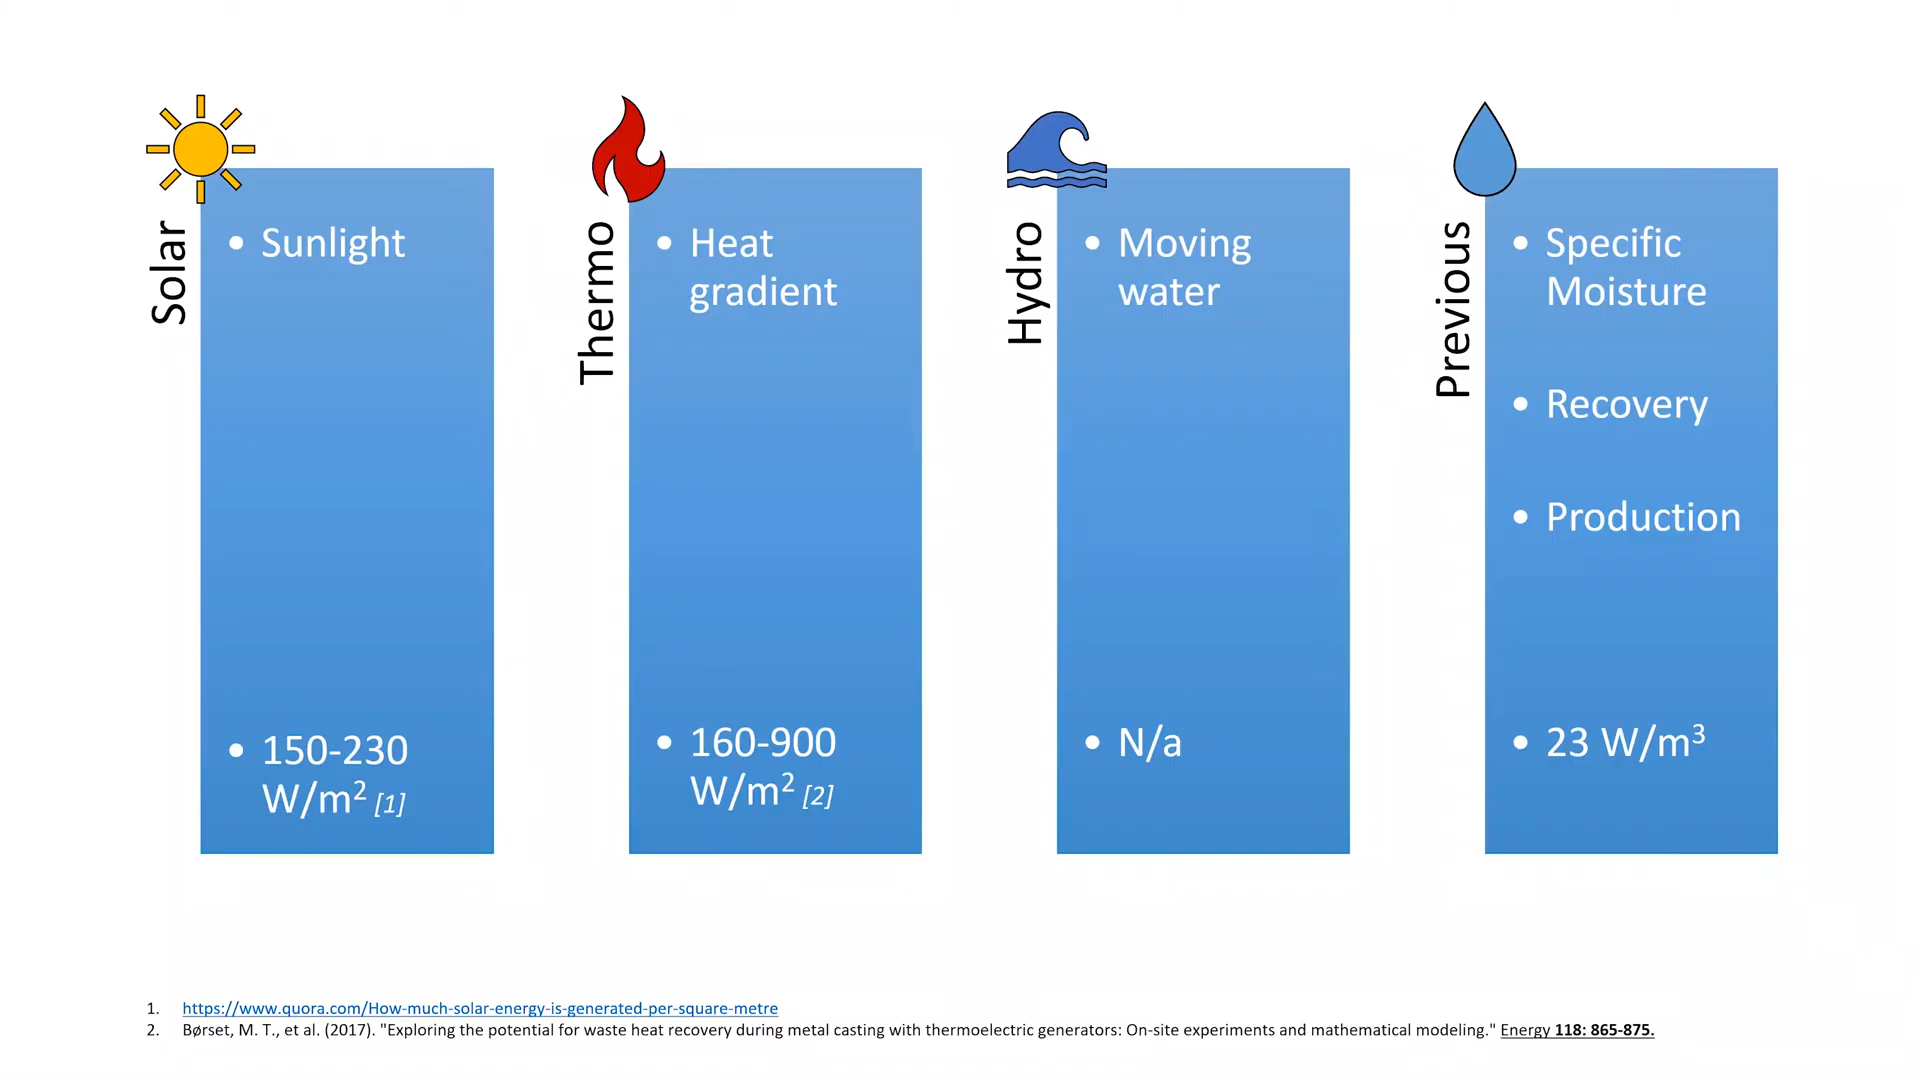 Solar
• Sunlight
• 150-230
W/m² [1]
Thermo
• Heat
gradient
• 160-900
W/m² [2]
Hydro
• Moving
water
• N/a
Previous
• Specific
Moisture
• Recovery
• Production
• 23 W/m³
1. https://www.quora.com/How-much-solar-energy-is-generated-per-square-metre
2. Børset, M. T., et al. (2017). "Exploring the potential for waste heat recovery during metal casting with thermoelectric generators: On-site experiments and mathematical modeling." Energy 118: 865-875.